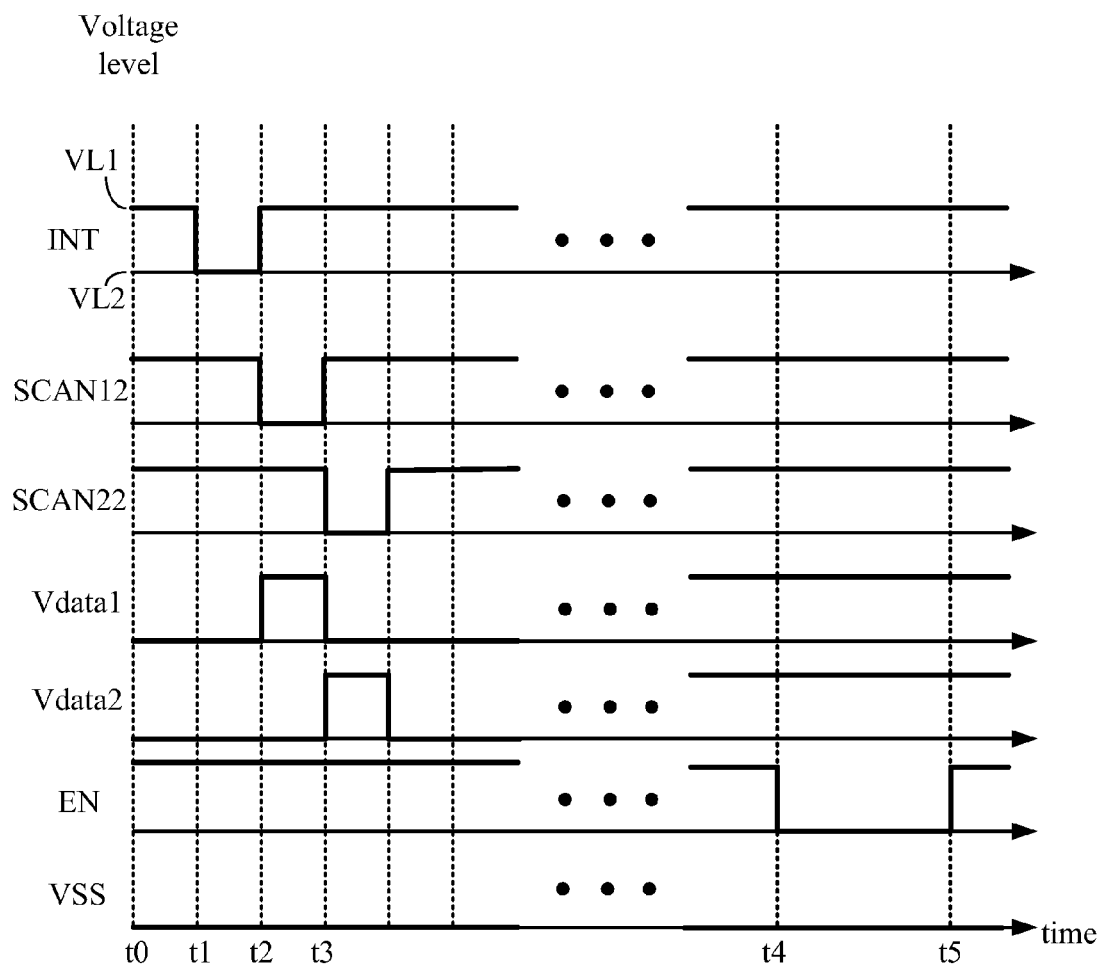 Voltage
level
VL1
INT
VL2
SCAN12
SCAN22
Vdata1
Vdata2
EN
VSS
time
t0 t1 t2 t3 t4 t5